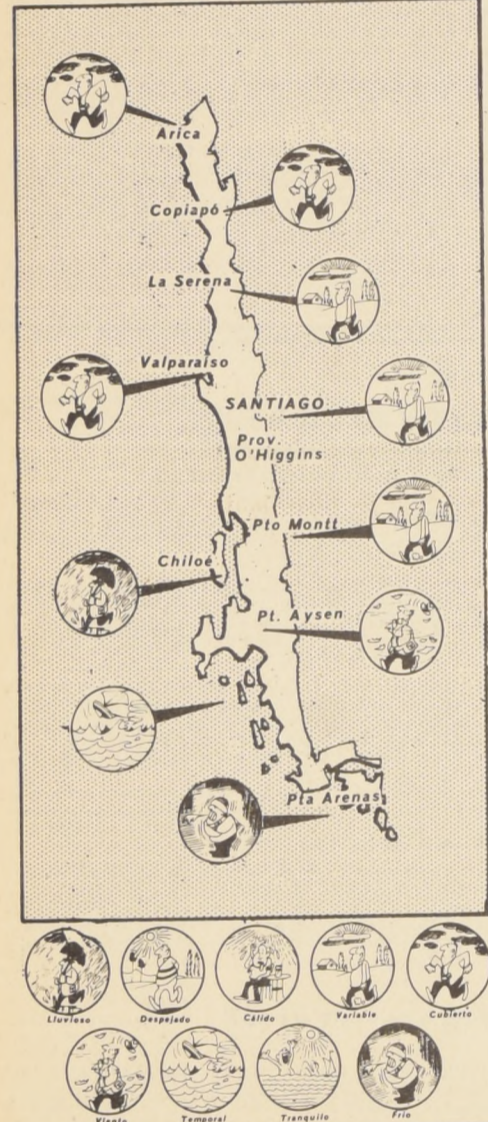 Arica
Copiapó
La Serena
Valparaíso
SANTIAGO
Prov.
O'Higgins
Pto Montt
Chiloé
Pt. Aysen
Pta Arenas
Lluvioso
Despejado
Cálido
Variable
Cubierto
Viento
Temporal
Tranquilo
Frío